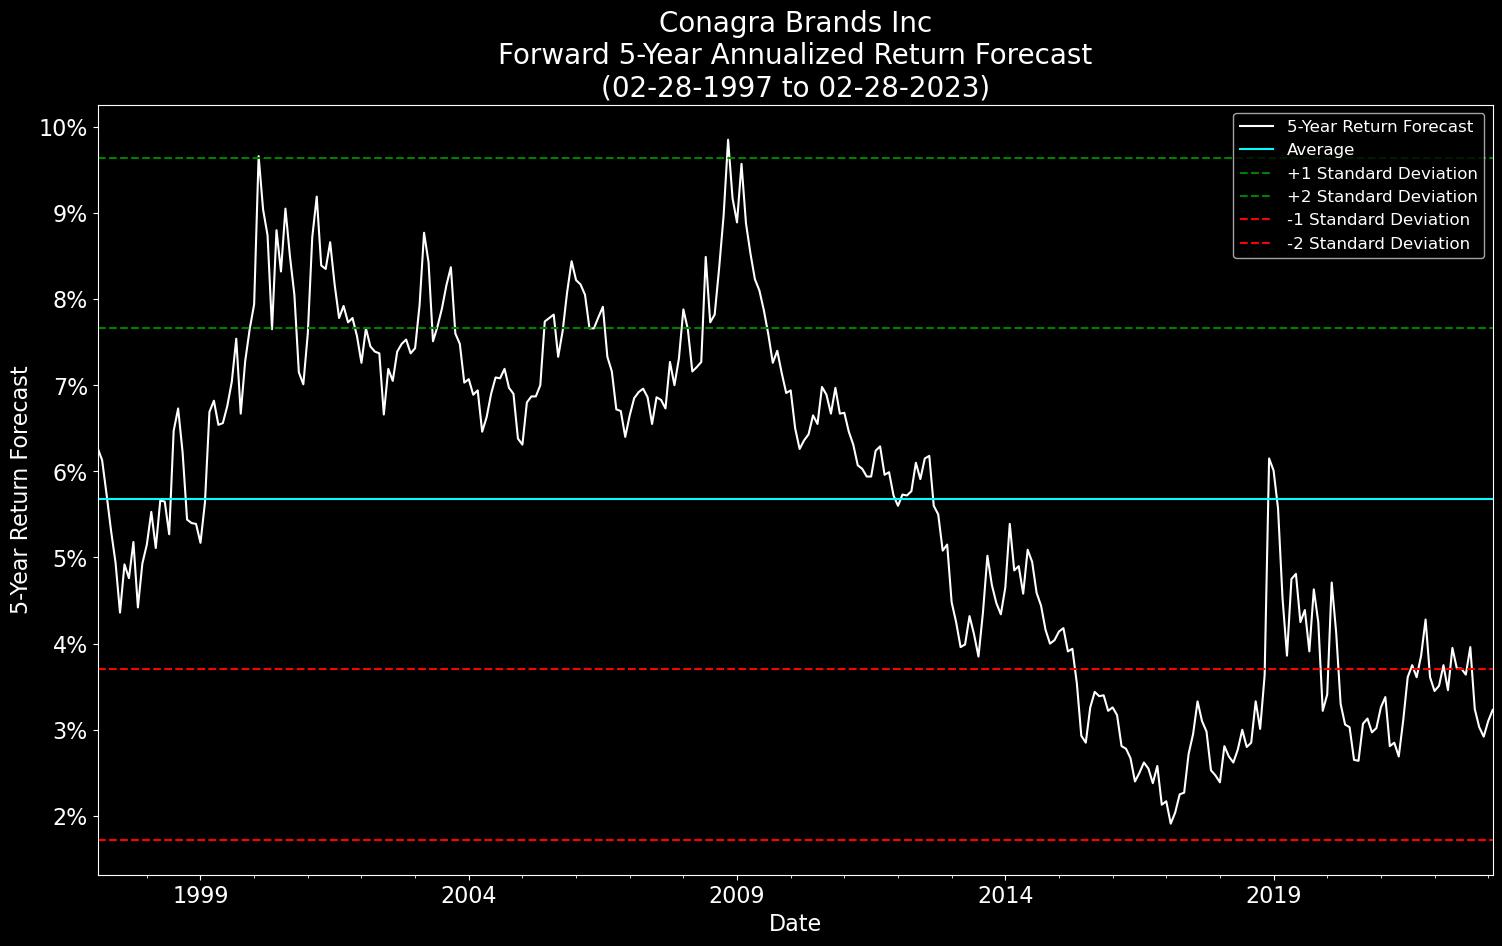 Conagra Brands Inc
Forward 5-Year Annualized Return Forecast
(02-28-1997 to 02-28-2023)
10%
9%
8%
7%
6%
5%
4%
3%
2%
5-Year Return Forecast
5-Year Return Forecast
Average
+1 Standard Deviation
+2 Standard Deviation
-1 Standard Deviation
-2 Standard Deviation
1999
2004
2009
2014
2019
Date